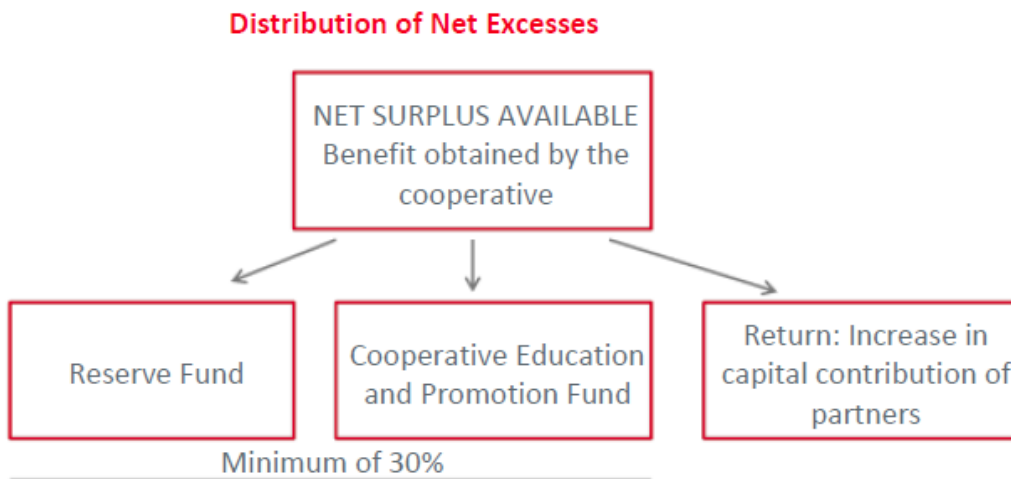 Distribution of Net Excesses
NET SURPLUS AVAILABLE
Benefit obtained by the
cooperative
Reserve Fund
Cooperative Education
and Promotion Fund
Return: Increase in
capital contribution of
partners
Minimum of 30%